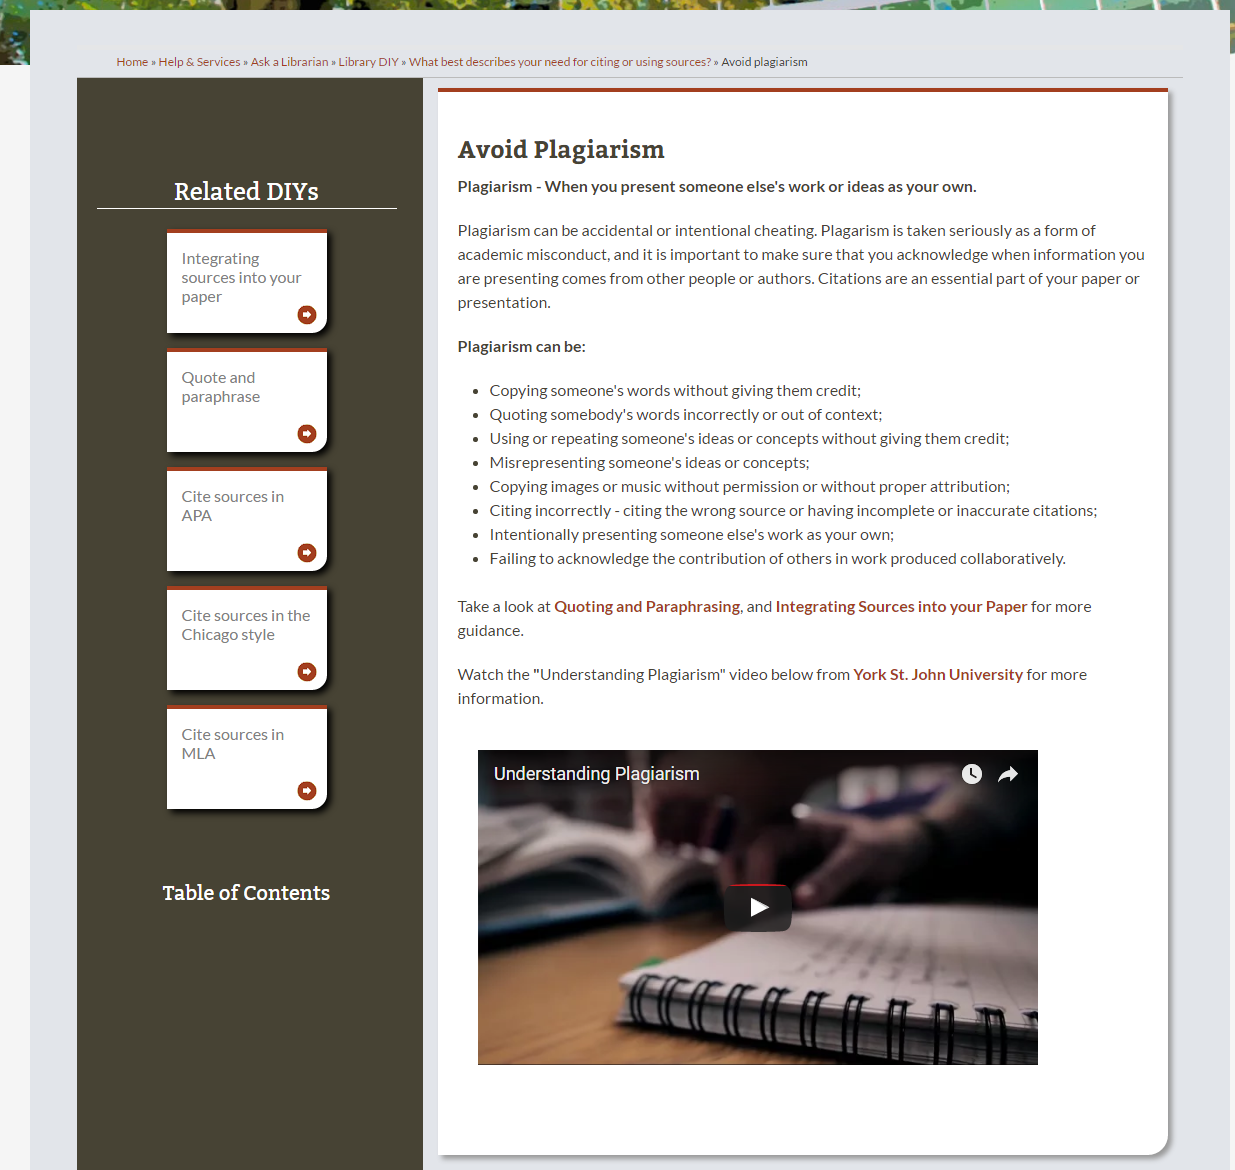 Home » Help & Services » Ask a Librarian » Library DIY » What best describes your need for citing or using sources? » Avoid plagiarism
Related DIYs
Integrating
sources into your
paper
Quote and
paraphrase
Cite sources in
APA
Cite sources in the
Chicago style
Cite sources in
MLA
Table of Contents
Avoid Plagiarism
Plagiarism - When you present someone else's work or ideas as your own.
Plagiarism can be accidental or intentional cheating. Plagarism is taken seriously as a form of
academic misconduct, and it is important to make sure that you acknowledge when information you
are presenting comes from other people or authors. Citations are an essential part of your paper or
presentation.
Plagiarism can be:
• Copying someone's words without giving them credit;
• Quoting somebody's words incorrectly or out of context;
• Using or repeating someone's ideas or concepts without giving them credit;
• Misrepresenting someone's ideas or concepts;
• Copying images or music without permission or without proper attribution;
• Citing incorrectly - citing the wrong source or having incomplete or inaccurate citations;
• Intentionally presenting someone else's work as your own;
• Failing to acknowledge the contribution of others in work produced collaboratively.
Take a look at Quoting and Paraphrasing, and Integrating Sources into your Paper for more
guidance.
Watch the "Understanding Plagiarism" video below from York St. John University for more
information.
Understanding Plagiarism